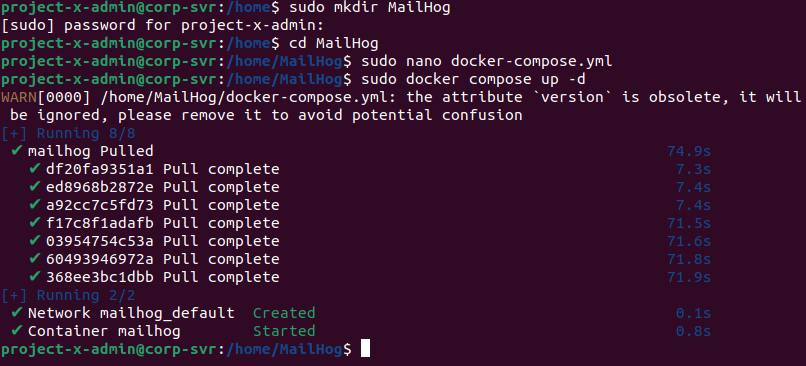 project-x-admin@corp-svr:/home$ sudo mkdir MailHog
[sudo] password for project-x-admin:
project-x-admin@corp-svr:/home$ cd MailHog
project-x-admin@corp-svr:/home/MailHog$ sudo nano docker-compose.yml
project-x-admin@corp-svr:/home/MailHog$ sudo docker compose up -d
WARN[0000] /home/MailHog/docker-compose.yml: the attribute `version` is obsolete, it will
be ignored, please remove it to avoid potential confusion
[+] Running 8/8
✔ mailhog Pulled 74.9s
✔ df20fa9351a1 Pull complete 7.3s
✔ ed8968b2872e Pull complete 7.4s
✔ a92cc7c5fd73 Pull complete 7.4s
✔ f17c8f1adafb Pull complete 71.5s
✔ 03954754c53a Pull complete 71.6s
✔ 60493946972a Pull complete 71.8s
✔ 368ee3bc1dbb Pull complete 71.9s
[+] Running 2/2
✔ Network mailhog_default Created 0.1s
✔ Container mailhog Started 0.8s
project-x-admin@corp-svr:/home/MailHog$